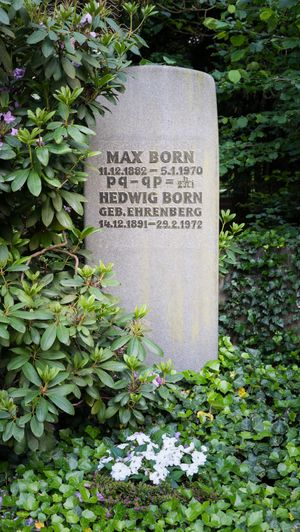 MAX BORN
11.12.1882 – 5.1.1970
pq - qp = h/2πi
HEDWIG BORN
GEB. EHRENBERG
14.12.1891–29.2.1972